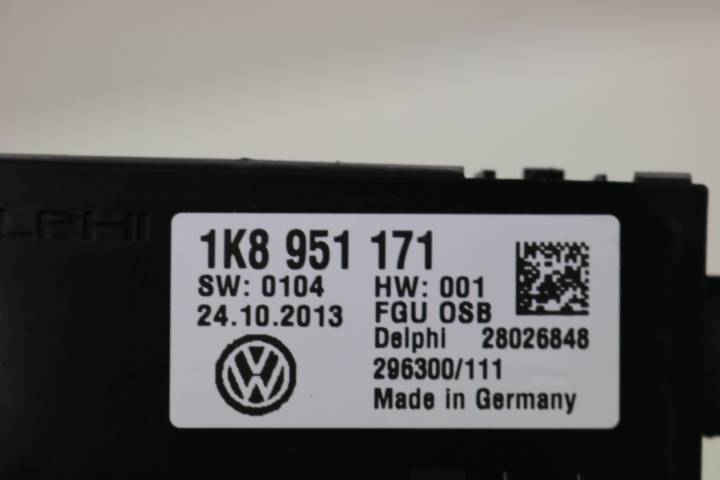 DELPHI
1K8 951 171
SW: 0104 HW: 001
24.10.2013 FGU OSB
Delphi 28026848
296300/111
Made in Germany